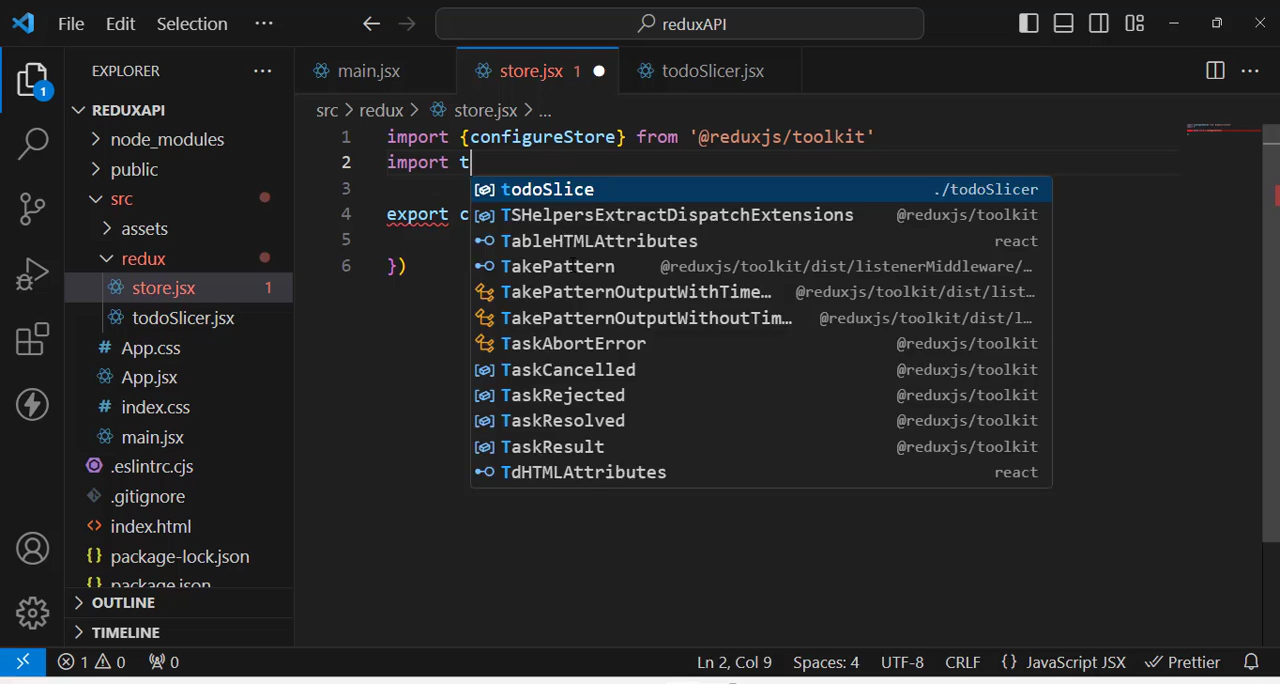 File Edit Selection ··· reduxAPI
EXPLORER ···
main.jsx store.jsx 1 todoSlicer.jsx ···
REDUXAPI
src > redux > store.jsx > ...
node_modules
public
src
assets
redux
store.jsx 1
todoSlicer.jsx
App.css
App.jsx
index.css
main.jsx
.eslintrc.cjs
.gitignore
index.html
package-lock.json
package.json
OUTLINE
TIMELINE
1
1 import {configureStore} from '@reduxjs/toolkit'
2 import t
3
4 export c
5
6 })
todoSlice ./todoSlicer
TSHelpersExtractDispatchExtensions @reduxjs/toolkit
TableHTMLAttributes react
TakePattern @reduxjs/toolkit/dist/listenerMiddleware/…
TakePatternOutputWithTime… @reduxjs/toolkit/dist/list…
TakePatternOutputWithoutTim… @reduxjs/toolkit/dist/l…
TaskAbortError @reduxjs/toolkit
TaskCancelled @reduxjs/toolkit
TaskRejected @reduxjs/toolkit
TaskResolved @reduxjs/toolkit
TaskResult @reduxjs/toolkit
TdHTMLAttributes react
1 0 0 Ln 2, Col 9 Spaces: 4 UTF-8 CRLF {} JavaScript JSX Prettier